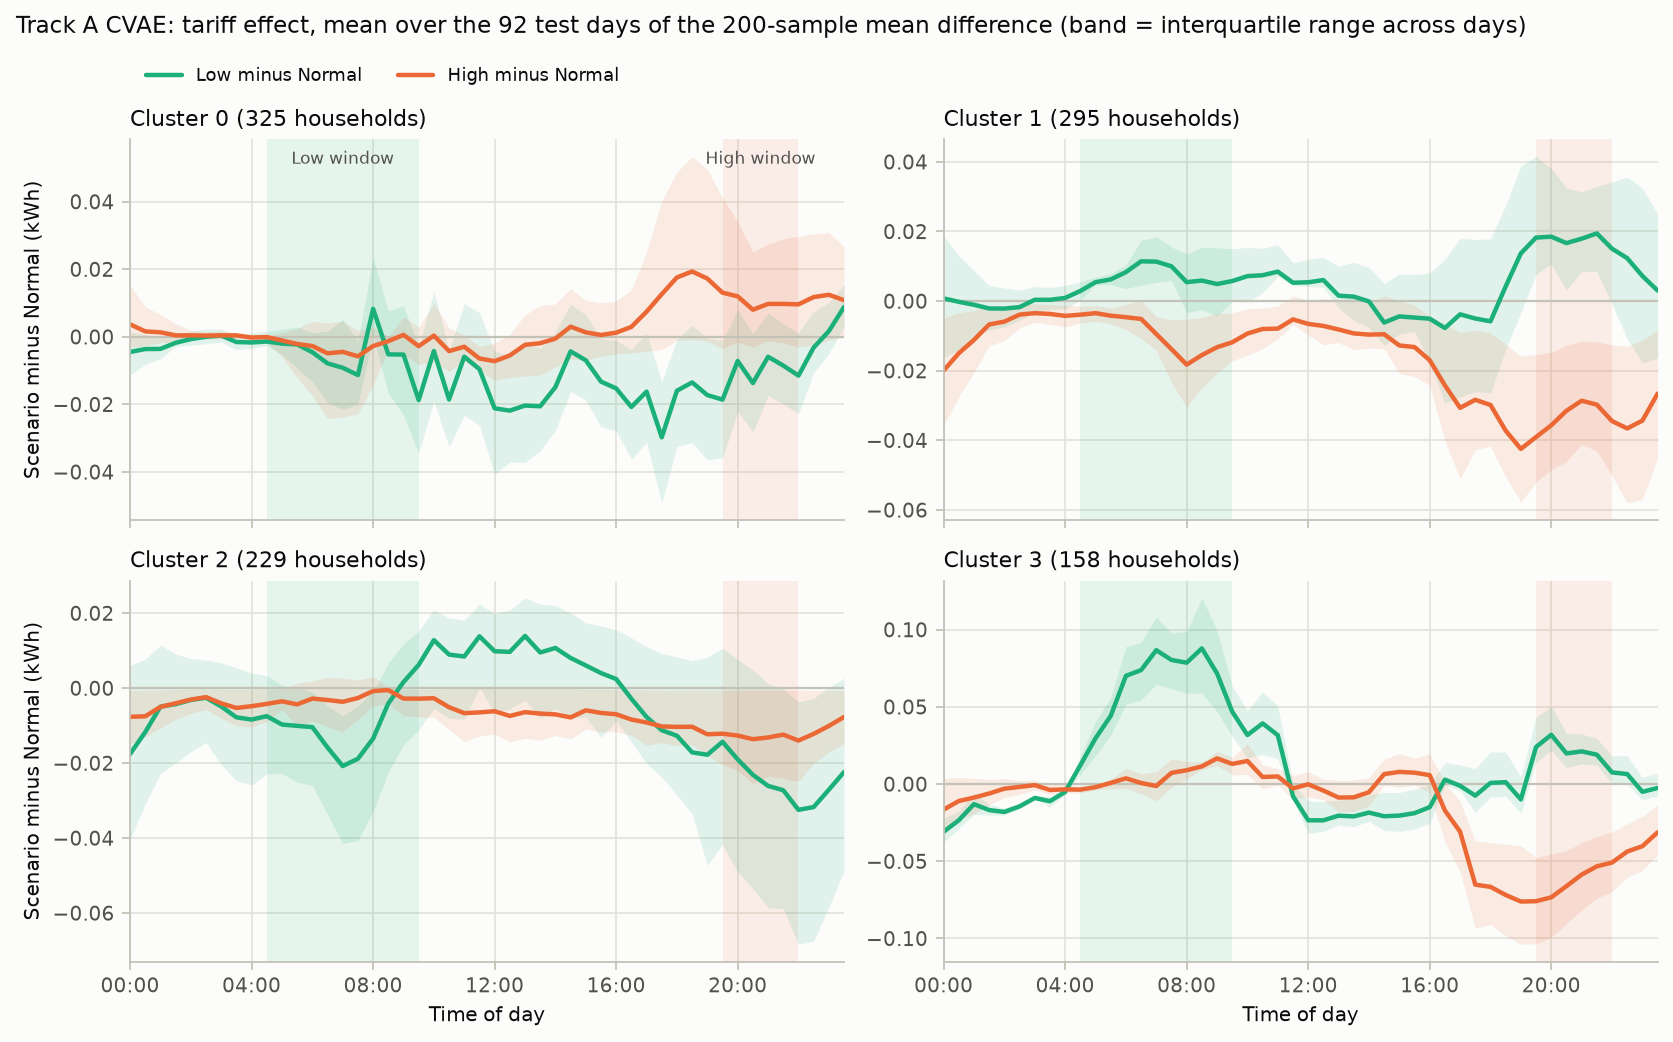 Track A CVAE: tariff effect, mean over the 92 test days of the 200-sample mean difference (band = interquartile range across days)
Low minus Normal
High minus Normal
Cluster 0 (325 households)
Low window
High window
Scenario minus Normal (kWh)
0.04
0.02
0.00
−0.02
−0.04
Cluster 1 (295 households)
0.04
0.02
0.00
−0.02
−0.04
−0.06
Cluster 2 (229 households)
Scenario minus Normal (kWh)
0.02
0.00
−0.02
−0.04
−0.06
00:00 04:00 08:00 12:00 16:00 20:00
Time of day
Cluster 3 (158 households)
0.10
0.05
0.00
−0.05
−0.10
00:00 04:00 08:00 12:00 16:00 20:00
Time of day